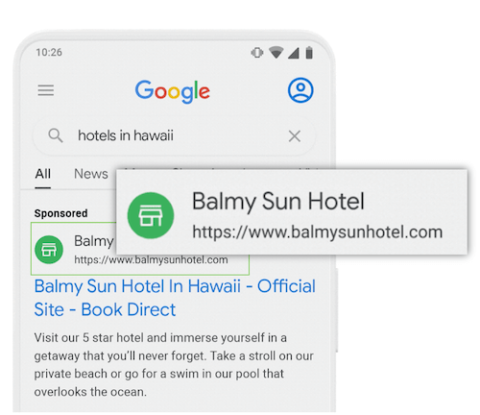 10:26
Google
hotels in hawaii
All News
Sponsored
Balmy
https://www.balmysunhotel.com
Balmy Sun Hotel
https://www.balmysunhotel.com
Balmy Sun Hotel In Hawaii - Official
Site - Book Direct
Visit our 5 star hotel and immerse yourself in a
getaway that you'll never forget. Take a stroll on our
private beach or go for a swim in our pool that
overlooks the ocean.